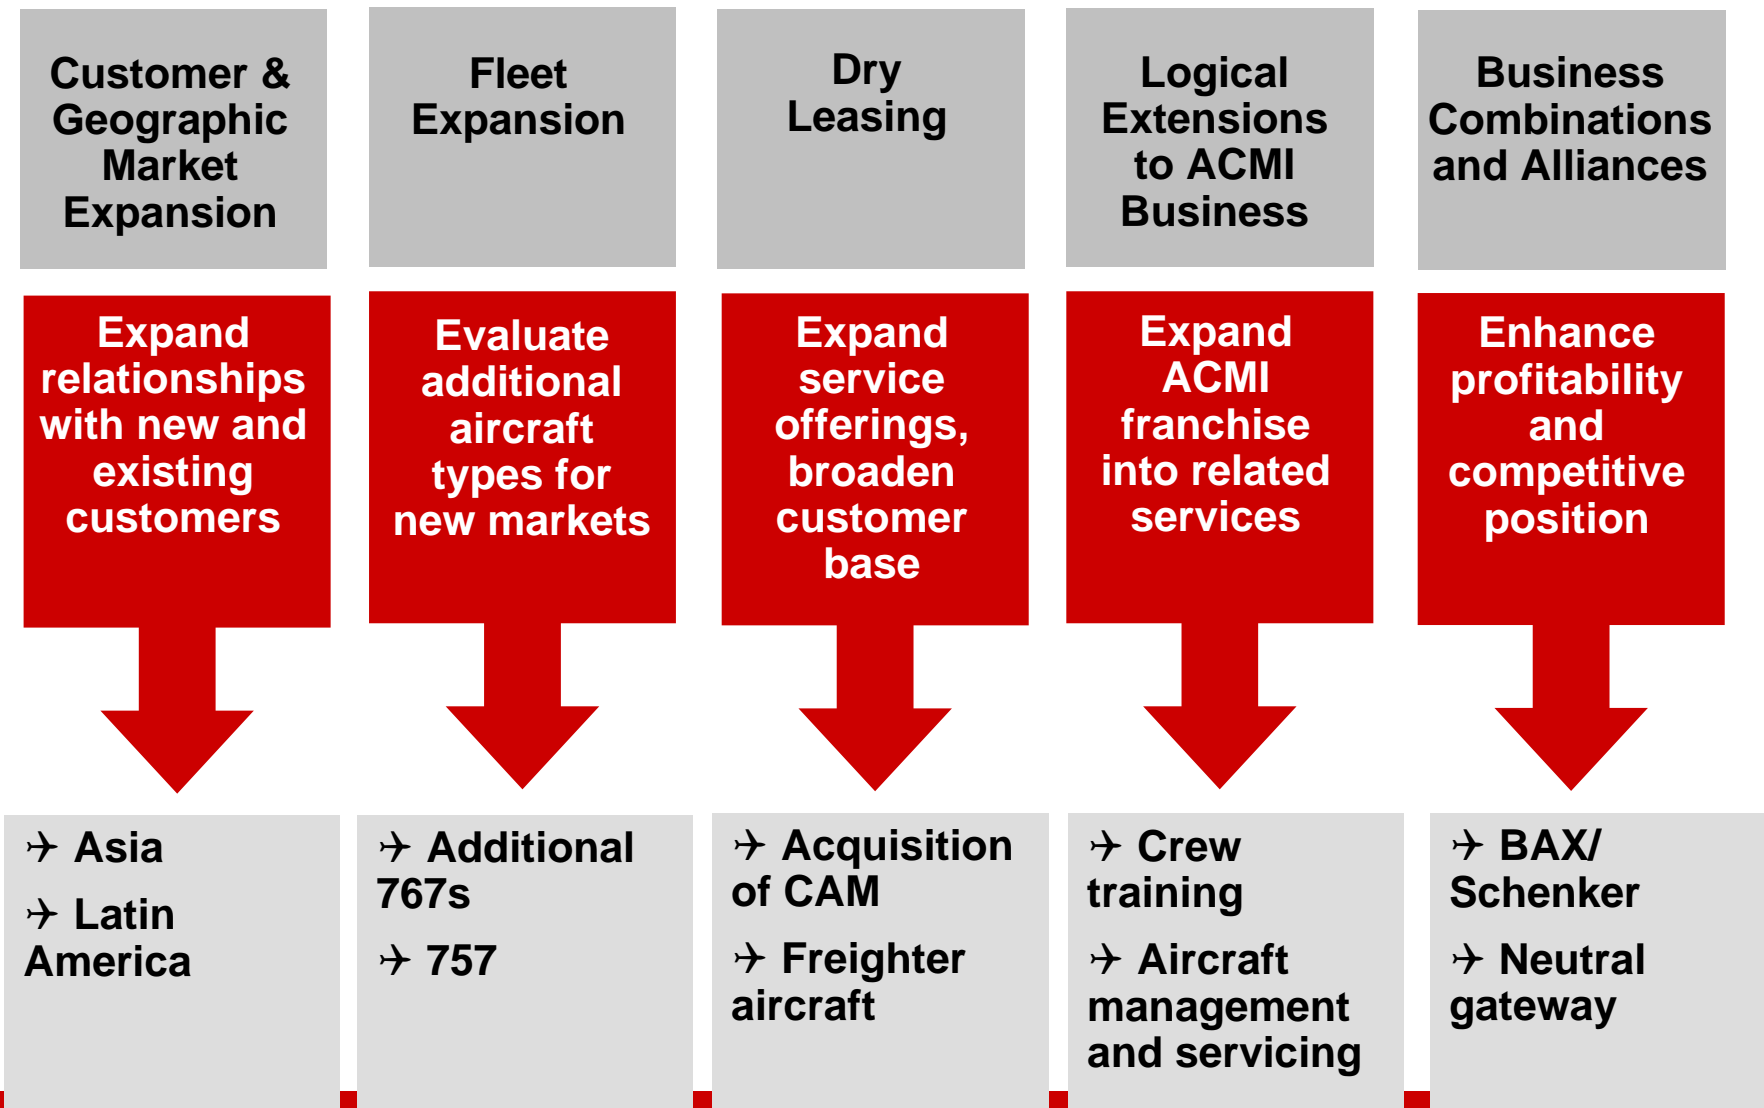 Customer &
Geographic
Market
Expansion
Fleet
Expansion
Dry
Leasing
Logical
Extensions
to ACMI
Business
Business
Combinations
and Alliances
Expand
relationships
with new and
existing
customers
Evaluate
additional
aircraft
types for
new markets
Expand
service
offerings,
broaden
customer
base
Expand
ACMI
franchise
into related
services
Enhance
profitability
and
competitive
position
✈ Asia
✈ Latin
America
✈ Additional
767s
✈ 757
✈ Acquisition
of CAM
✈ Freighter
aircraft
✈ Crew
training
✈ Aircraft
management
and servicing
✈ BAX/
Schenker
✈ Neutral
gateway